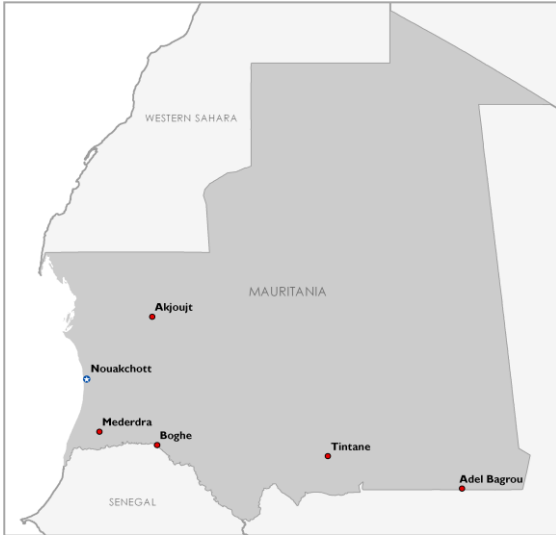 WESTERN SAHARA
MAURITANIA
Akjoujt
Nouakchott
Mederdra
Boghe
Tintane
Adel Bagrou
SENEGAL